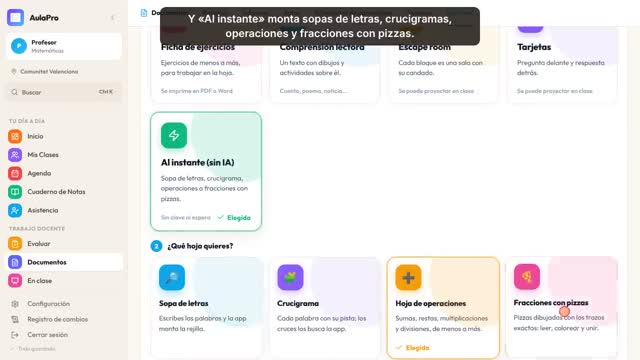 AulaPro
P
Profesor
Matemáticas
Comunitat Valenciana
Buscar
Ctrl K
TU DÍA A DÍA
Inicio
Mis Clases
Agenda
Cuaderno de Notas
Asistencia
TRABAJO DOCENTE
Evaluar
Documentos
En clase
Configuración
Registro de cambios
Cerrar sesión
Todo guardado
Y «Al instante» monta sopas de letras, crucigramas,
operaciones y fracciones con pizzas.
Ficha de ejercicios
Ejercicios de menos a más,
para trabajar en la hoja.
Se imprime en PDF o Word
Comprensión lectora
Un texto con dibujos y
actividades sobre él.
Cuento, poema, noticia...
Escape room
Cada bloque es una sala con
su candado.
Se puede proyectar en clase
Tarjetas
Pregunta delante y respuesta
detrás.
Se puede proyectar en clase
Al instante (sin IA)
Sopa de letras, crucigrama,
operaciones o fracciones con
pizzas.
Sin clave ni espera
Elegida
2
¿Qué hoja quieres?
Sopa de letras
Escribes las palabras y la app
monta la rejilla.
Crucigrama
Cada palabra con su pista; los
cruces los busca la app.
Hoja de operaciones
Sumas, restas, multiplicaciones
y divisiones, de menos a más.
Elegida
Fracciones con pizzas
Pizzas dibujadas con los trozos
exactos: leer, colorear y unir.